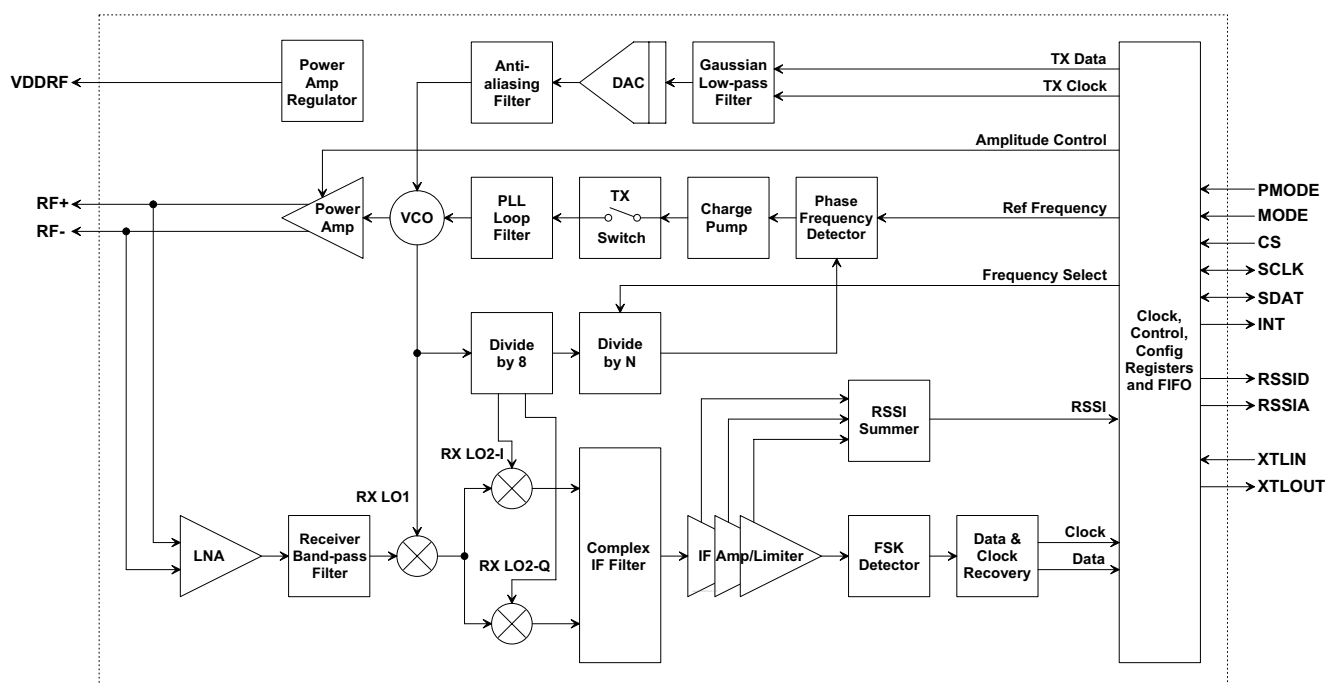 VDDRF
Power
Amp
Regulator
Anti-
aliasing
Filter
DAC
Gaussian
Low-pass
Filter
TX Data
TX Clock
Amplitude Control
RF+
RF-
Power
Amp
VCO
PLL
Loop
Filter
TX
Switch
Charge
Pump
Phase
Frequency
Detector
Ref Frequency
Frequency Select
Divide
by 8
Divide
by N
Clock,
Control,
Config
Registers
and FIFO
PMODE
MODE
CS
SCLK
SDAT
INT
RSSID
RSSIA
XTLIN
XTLOUT
RSSI
Summer
RSSI
RX LO2-I
RX LO1
RX LO2-Q
LNA
Receiver
Band-pass
Filter
Complex
IF Filter
IF Amp/Limiter
FSK
Detector
Data &
Clock
Recovery
Clock
Data